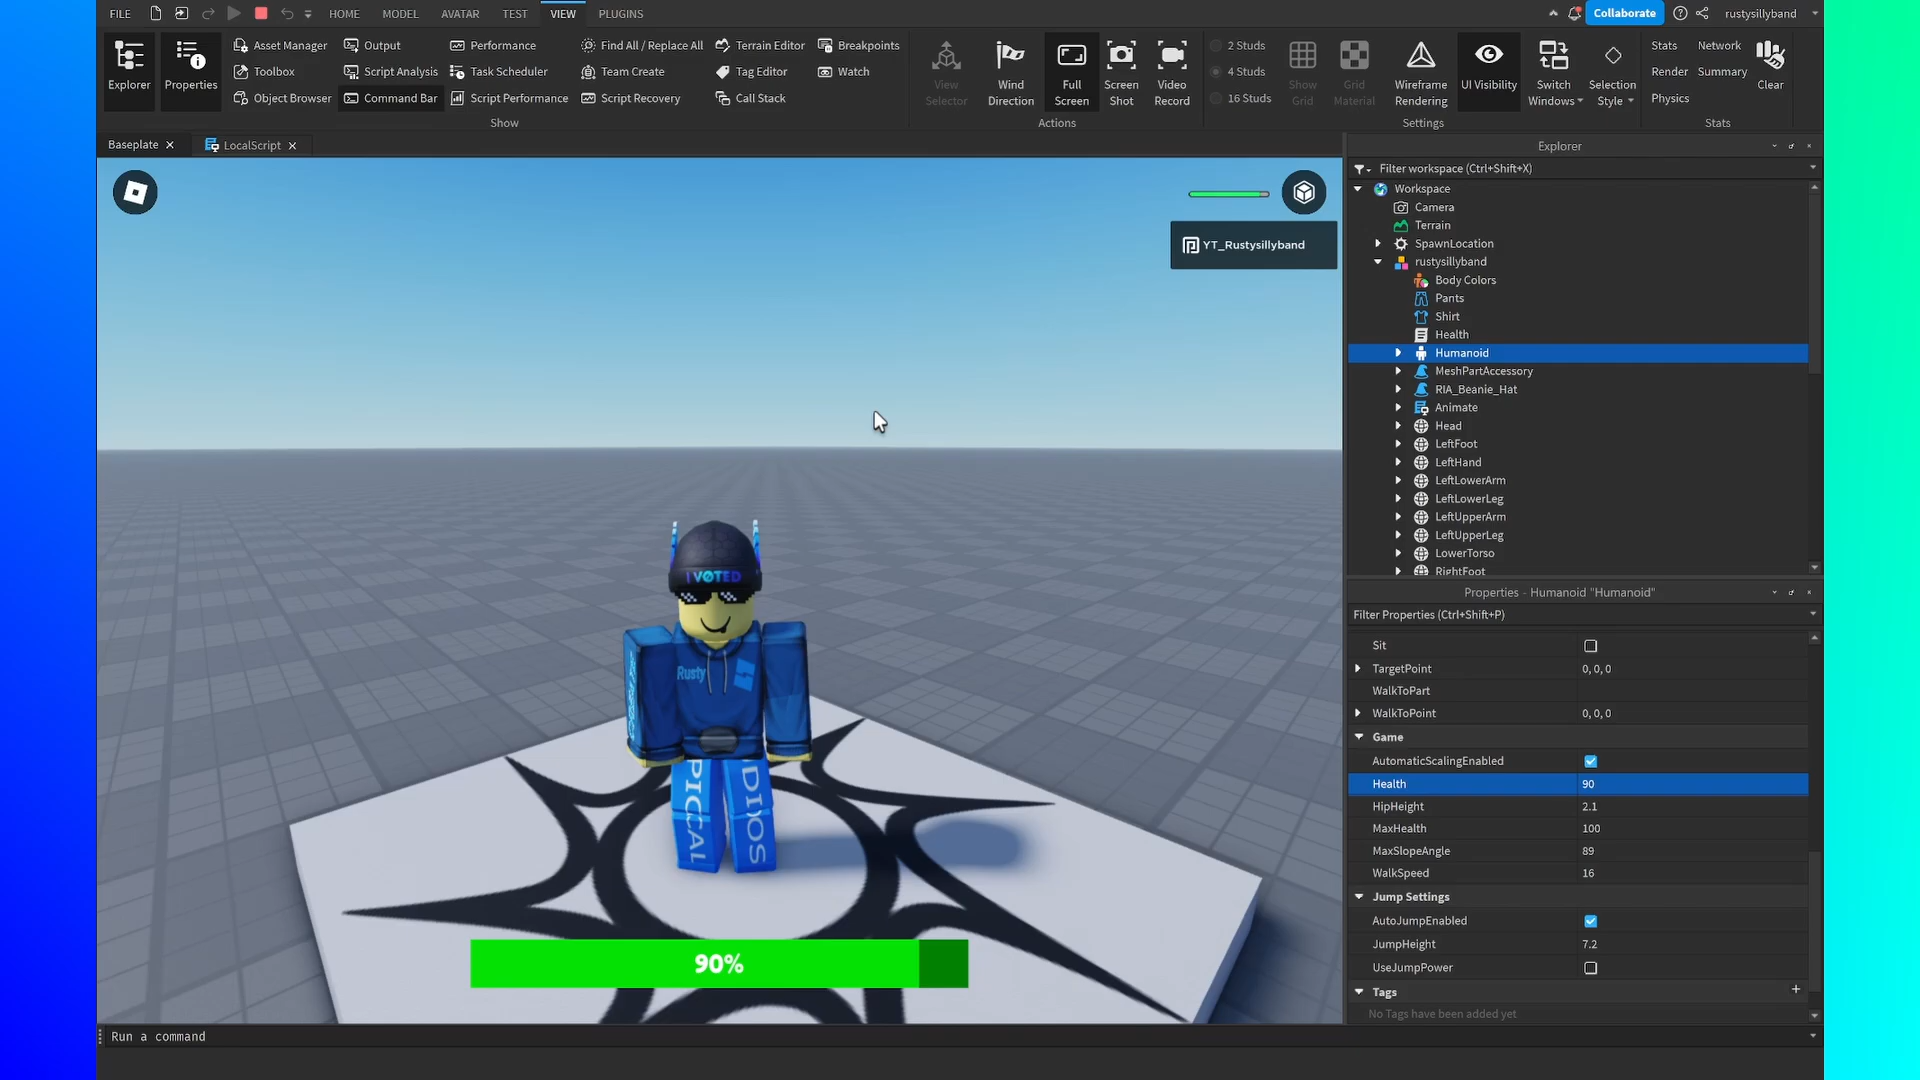 FILE HOME MODEL AVATAR TEST VIEW PLUGINS Collaborate rustysillyband
Explorer
Properties
Asset Manager
Toolbox
Object Browser
Output
Script Analysis
Command Bar
Performance
Task Scheduler
Script Performance
Find All / Replace All
Team Create
Script Recovery
Terrain Editor
Tag Editor
Call Stack
Breakpoints
Watch
Show
View
Selector
Wind
Direction
Full
Screen
Screen
Shot
Video
Record
Actions
2 Studs
4 Studs
16 Studs
Show
Grid
Grid
Material
Wireframe
Rendering
UI Visibility
Switch
Windows
Selection
Style
Settings
Stats
Render
Physics
Network
Summary
Clear
Stats
Baseplate
LocalScript
YT_Rustysillyband
I VOTED
Rusty
PICAL
DIOS
90%
Run a command
Explorer
Filter workspace (Ctrl+Shift+X)
Workspace
Camera
Terrain
SpawnLocation
rustysillyband
Body Colors
Pants
Shirt
Health
Humanoid
MeshPartAccessory
RIA_Beanie_Hat
Animate
Head
LeftFoot
LeftHand
LeftLowerArm
LeftLowerLeg
LeftUpperArm
LeftUpperLeg
LowerTorso
RightFoot
Properties - Humanoid "Humanoid"
Filter Properties (Ctrl+Shift+P)
Sit
TargetPoint 0, 0, 0
WalkToPart
WalkToPoint 0, 0, 0
Game
AutomaticScalingEnabled
Health 90
HipHeight 2.1
MaxHealth 100
MaxSlopeAngle 89
WalkSpeed 16
Jump Settings
AutoJumpEnabled
JumpHeight 7.2
UseJumpPower
Tags
No Tags have been added yet